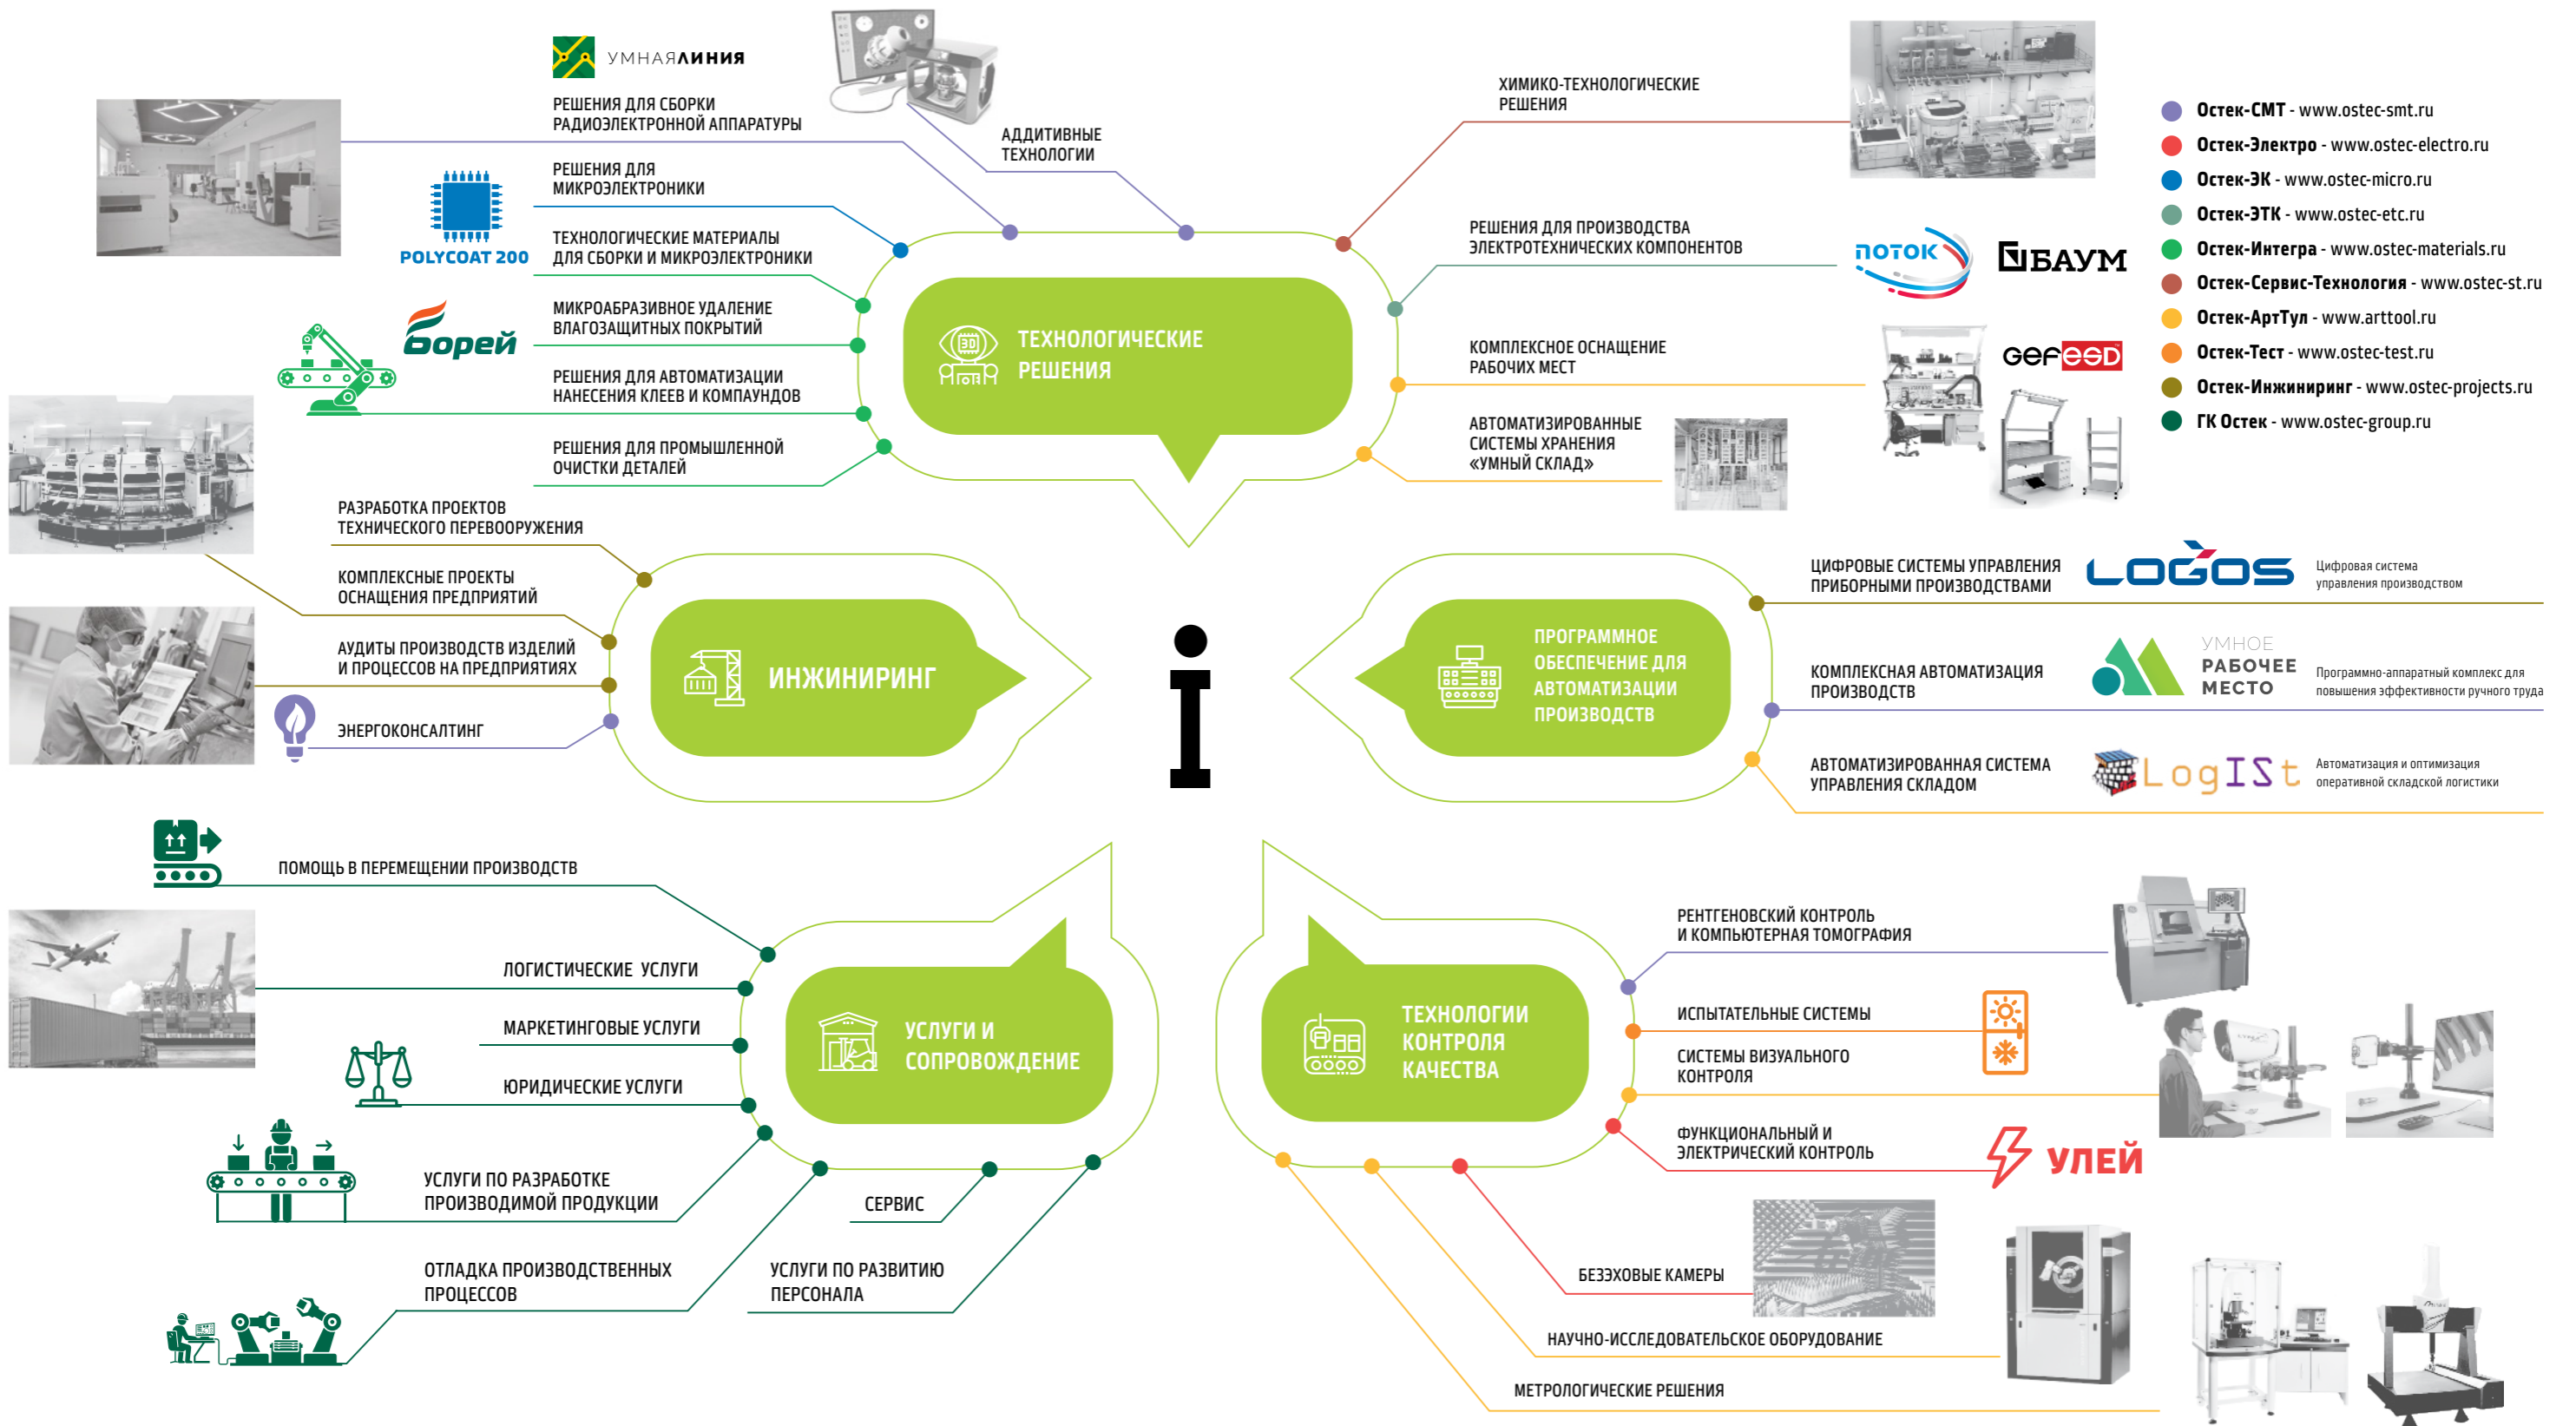 УМНАЯЛИНИЯ
РЕШЕНИЯ ДЛЯ СБОРКИ
РАДИОЭЛЕКТРОННОЙ АППАРАТУРЫ
АДДИТИВНЫЕ
ТЕХНОЛОГИИ
РЕШЕНИЯ ДЛЯ
МИКРОЭЛЕКТРОНИКИ
POLYCOAT 200
ТЕХНОЛОГИЧЕСКИЕ МАТЕРИАЛЫ
ДЛЯ СБОРКИ И МИКРОЭЛЕКТРОНИКИ
борей
МИКРОАБРАЗИВНОЕ УДАЛЕНИЕ
ВЛАГОЗАЩИТНЫХ ПОКРЫТИЙ
РЕШЕНИЯ ДЛЯ АВТОМАТИЗАЦИИ
НАНЕСЕНИЯ КЛЕЕВ И КОМПАУНДОВ
РЕШЕНИЯ ДЛЯ ПРОМЫШЛЕННОЙ
ОЧИСТКИ ДЕТАЛЕЙ
3D
ТЕХНОЛОГИЧЕСКИЕ
РЕШЕНИЯ
ХИМИКО-ТЕХНОЛОГИЧЕСКИЕ
РЕШЕНИЯ
РЕШЕНИЯ ДЛЯ ПРОИЗВОДСТВА
ЭЛЕКТРОТЕХНИЧЕСКИХ КОМПОНЕНТОВ
ПОТОК
БАУМ
КОМПЛЕКСНОЕ ОСНАЩЕНИЕ
РАБОЧИХ МЕСТ
GEFESD
АВТОМАТИЗИРОВАННЫЕ
СИСТЕМЫ ХРАНЕНИЯ
«УМНЫЙ СКЛАД»
Остек-СМТ - www.ostec-smt.ru
Остек-Электро - www.ostec-electro.ru
Остек-ЭК - www.ostec-micro.ru
Остек-ЭТК - www.ostec-etc.ru
Остек-Интегра - www.ostec-materials.ru
Остек-Сервис-Технология - www.ostec-st.ru
Остек-АртТул - www.arttool.ru
Остек-Тест - www.ostec-test.ru
Остек-Инжиниринг - www.ostec-projects.ru
ГК Остек - www.ostec-group.ru
РАЗРАБОТКА ПРОЕКТОВ
ТЕХНИЧЕСКОГО ПЕРЕВООРУЖЕНИЯ
КОМПЛЕКСНЫЕ ПРОЕКТЫ
ОСНАЩЕНИЯ ПРЕДПРИЯТИЙ
АУДИТЫ ПРОИЗВОДСТВ ИЗДЕЛИЙ
И ПРОЦЕССОВ НА ПРЕДПРИЯТИЯХ
ЭНЕРГОКОНСАЛТИНГ
ИНЖИНИРИНГ
i
ПРОГРАММНОЕ
ОБЕСПЕЧЕНИЕ ДЛЯ
АВТОМАТИЗАЦИИ
ПРОИЗВОДСТВ
ЦИФРОВЫЕ СИСТЕМЫ УПРАВЛЕНИЯ
ПРИБОРНЫМИ ПРОИЗВОДСТВАМИ
LOGOS
Цифровая система
управления производством
КОМПЛЕКСНАЯ АВТОМАТИЗАЦИЯ
ПРОИЗВОДСТВ
УМНОЕ
РАБОЧЕЕ
МЕСТО
Программно-аппаратный комплекс для
повышения эффективности ручного труда
АВТОМАТИЗИРОВАННАЯ СИСТЕМА
УПРАВЛЕНИЯ СКЛАДОМ
LogISt
Автоматизация и оптимизация
оперативной складской логистики
ПОМОЩЬ В ПЕРЕМЕЩЕНИИ ПРОИЗВОДСТВ
ЛОГИСТИЧЕСКИЕ УСЛУГИ
МАРКЕТИНГОВЫЕ УСЛУГИ
ЮРИДИЧЕСКИЕ УСЛУГИ
УСЛУГИ ПО РАЗРАБОТКЕ
ПРОИЗВОДИМОЙ ПРОДУКЦИИ
ОТЛАДКА ПРОИЗВОДСТВЕННЫХ
ПРОЦЕССОВ
СЕРВИС
УСЛУГИ ПО РАЗВИТИЮ
ПЕРСОНАЛА
УСЛУГИ И
СОПРОВОЖДЕНИЕ
ТЕХНОЛОГИИ
КОНТРОЛЯ
КАЧЕСТВА
РЕНТГЕНОВСКИЙ КОНТРОЛЬ
И КОМПЬЮТЕРНАЯ ТОМОГРАФИЯ
ИСПЫТАТЕЛЬНЫЕ СИСТЕМЫ
СИСТЕМЫ ВИЗУАЛЬНОГО
КОНТРОЛЯ
ФУНКЦИОНАЛЬНЫЙ И
ЭЛЕКТРИЧЕСКИЙ КОНТРОЛЬ
УЛЕЙ
БЕЗЭХОВЫЕ КАМЕРЫ
НАУЧНО-ИССЛЕДОВАТЕЛЬСКОЕ ОБОРУДОВАНИЕ
МЕТРОЛОГИЧЕСКИЕ РЕШЕНИЯ